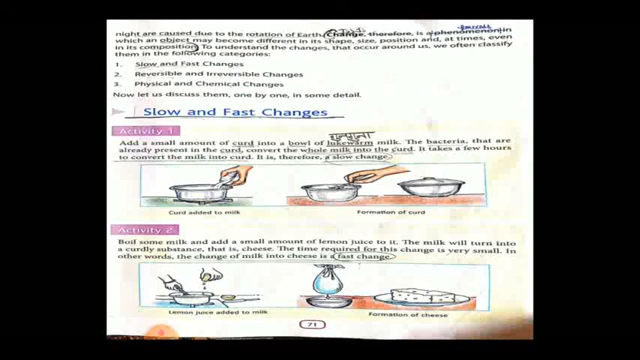 night are caused due to the rotation of Earth. Change, therefore, is a phenomenon in
which an object may become different in its shape, size, position and, at times, even
in its composition. To understand the changes, that occur around us, we often classify
them in the following categories:
1. Slow and Fast Changes
2. Reversible and Irreversible Changes
3. Physical and Chemical Changes
Now let us discuss them, one by one, in some detail.
Slow and Fast Changes
Activity 1
गुनगुना
Add a small amount of curd into a bowl of lukewarm milk. The bacteria, that are
already present in the curd, convert the whole milk into the curd. It takes a few hours
to convert the milk into curd. It is, therefore, a slow change.
Curd added to milk
Formation of curd
Activity 2
Boil some milk and add a small amount of lemon juice to it. The milk will turn into
a curdly substance, that is, cheese. The time required for this change is very small. In
other words, the change of milk into cheese is a fast change.
Lemon juice added to milk
Formation of cheese
71